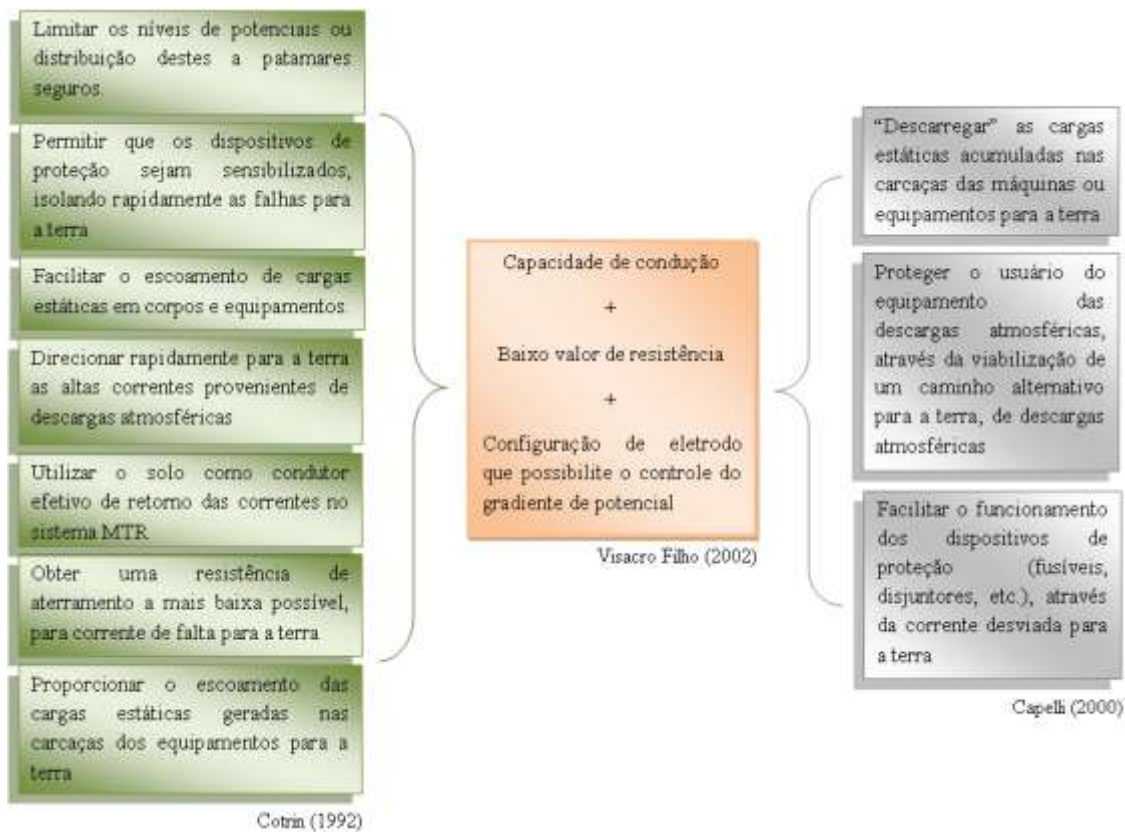 Limitar os níveis de potenciais ou
distribuição destes a patamares
seguros.
Permitir que os dispositivos de
proteção sejam sensibilizados,
isolando rapidamente as falhas para
a terra
Facilitar o escoamento de cargas
estáticas em corpos e equipamentos.
Direcionar rapidamente para a terra
as altas correntes provenientes de
descargas atmosféricas
Utilizar o solo como condutor
efetivo de retorno das correntes no
sistema MTR
Obter uma resistência de
aterramento a mais baixa possível,
para corrente de falta para a terra
Proporcionar o escoamento das
cargas estáticas geradas nas
carcaças dos equipamentos para a
terra
Cotrin (1992)
Capacidade de condução
+
Baixo valor de resistência
+
Configuração de eletrodo
que possibilite o controle do
gradiente de potencial
Visacro Filho (2002)
“Descarregar” as cargas
estáticas acumuladas nas
carcaças das máquinas ou
equipamentos para a terra
Proteger o usuário do
equipamento das
descargas atmosféricas,
através da viabilização de
um caminho alternativo
para a terra, de descargas
atmosféricas
Facilitar o funcionamento
dos dispositivos de
proteção (fusíveis,
disjuntores, etc.), através
da corrente desviada para
a terra
Capelli (2000)